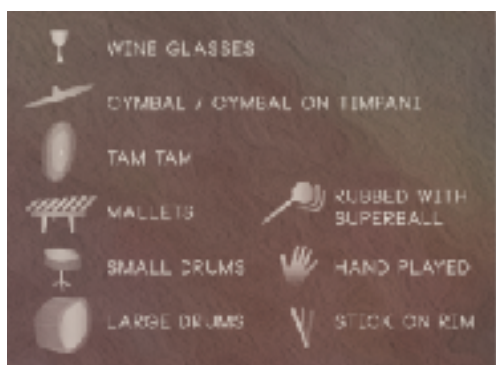 WINE GLASSES
CYMBAL / CYMBAL ON TIMPANI
TAM TAM
MALLETS
RUBBED WITH
SUPERBALL
SMALL DRUMS
HAND PLAYED
LARGE DRUMS
STICK ON RIM